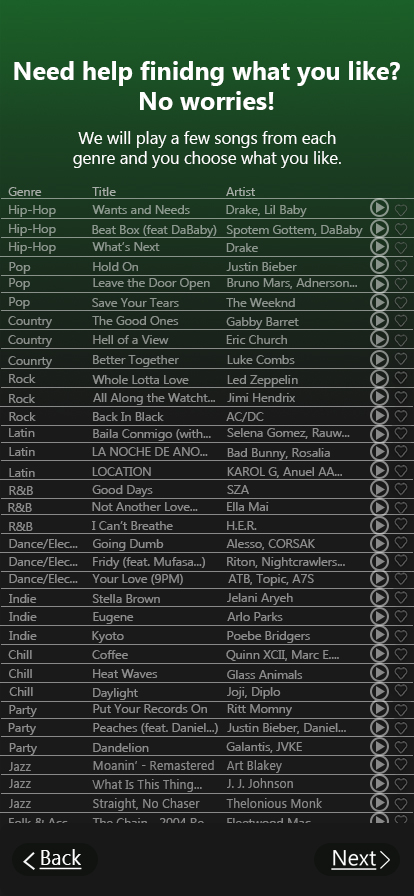 Need help finidng what you like?
No worries!
We will play a few songs from each
genre and you choose what you like.
Genre Title Artist
Hip-Hop Wants and Needs Drake, Lil Baby
Hip-Hop Beat Box (feat DaBaby) Spotem Gottem, DaBaby
Hip-Hop What's Next Drake
Pop Hold On Justin Bieber
Pop Leave the Door Open Bruno Mars, Adnerson...
Pop Save Your Tears The Weeknd
Country The Good Ones Gabby Barret
Country Hell of a View Eric Church
Counrty Better Together Luke Combs
Rock Whole Lotta Love Led Zeppelin
Rock All Along the Watcht... Jimi Hendrix
Rock Back In Black AC/DC
Latin Baila Conmigo (with... Selena Gomez, Rauw...
Latin LA NOCHE DE ANO... Bad Bunny, Rosalia
Latin LOCATION KAROL G, Anuel AA...
R&B Good Days SZA
R&B Not Another Love... Ella Mai
R&B I Can't Breathe H.E.R.
Dance/Elec... Going Dumb Alesso, CORSAK
Dance/Elec... Fridy (feat. Mufasa...) Riton, Nightcrawlers...
Dance/Elec... Your Love (9PM) ATB, Topic, A7S
Indie Stella Brown Jelani Aryeh
Indie Eugene Arlo Parks
Indie Kyoto Poebe Bridgers
Chill Coffee Quinn XCII, Marc E....
Chill Heat Waves Glass Animals
Chill Daylight Joji, Diplo
Party Put Your Records On Ritt Momny
Party Peaches (feat. Daniel...) Justin Bieber, Daniel...
Party Dandelion Galantis, JVKE
Jazz Moanin' - Remastered Art Blakey
Jazz What Is This Thing... J. J. Johnson
Jazz Straight, No Chaser Thelonious Monk
Folk & Ac... The Chain - 2004 Re... Fleetwood Mac
Back Next